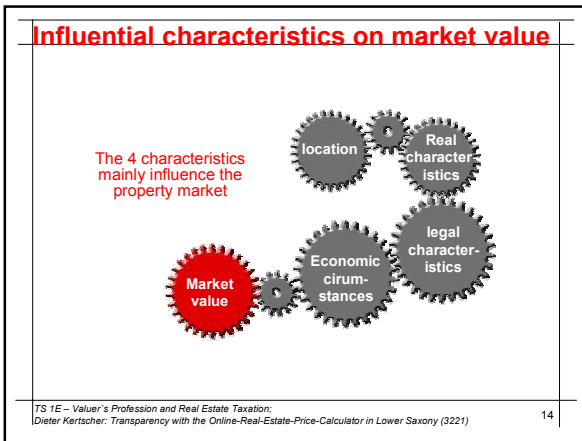 Influential characteristics on market value
The 4 characteristics
mainly influence the
property market
location
Real
character
istics
legal
character-
istics
Economic
cirum-
stances
Market
value
TS 1E – Valuer´s Profession and Real Estate Taxation;
Dieter Kertscher: Transparency with the Online-Real-Estate-Price-Calculator in Lower Saxony (3221)
14